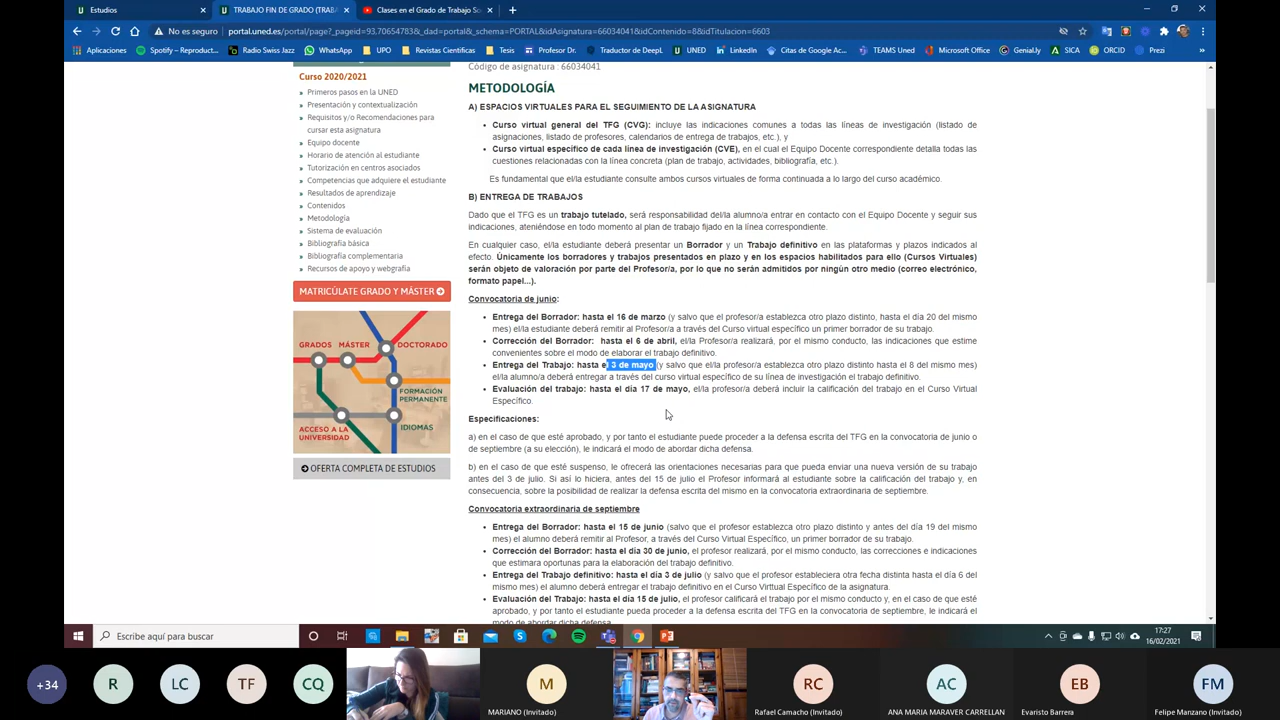 Estudios
TRABAJO FIN DE GRADO (TRABA
Clases en el Grado de Trabajo So
No es seguro
portal.uned.es/portal/page?_pageid=93,70654783&_dad=portal&_schema=PORTAL&idAsignatura=66034041&idContenido=8&idTitulacion=6603
Aplicaciones
Spotify – Reproduct...
Radio Swiss Jazz
WhatsApp
UPO
Revistas Científicas
Tesis
Profesor Dr.
Traductor de DeepL
UNED
LinkedIn
Citas de Google Ac...
TEAMS Uned
Microsoft Office
Genial.ly
SICA
ORCID
Prezi
Curso 2020/2021
Primeros pasos en la UNED
Presentación y contextualización
Requisitos y/o Recomendaciones para
cursar esta asignatura
Equipo docente
Horario de atención al estudiante
Tutorización en centros asociados
Competencias que adquiere el estudiante
Resultados de aprendizaje
Contenidos
Metodología
Sistema de evaluación
Bibliografía básica
Bibliografía complementaria
Recursos de apoyo y webgrafía
MATRICÚLATE GRADO Y MÁSTER
GRADOS
MÁSTER
DOCTORADO
FORMACIÓN
PERMANENTE
ACCESO A LA
UNIVERSIDAD
IDIOMAS
OFERTA COMPLETA DE ESTUDIOS
Código de asignatura : 66034041
METODOLOGÍA
A) ESPACIOS VIRTUALES PARA EL SEGUIMIENTO DE LA ASIGNATURA
Curso virtual general del TFG (CVG): incluye las indicaciones comunes a todas las líneas de investigación (listado de
asignaciones, listado de profesores, calendarios de entrega de trabajos, etc.), y
Curso virtual específico de cada línea de investigación (CVE), en el cual el Equipo Docente correspondiente detalla todas las
cuestiones relacionadas con la línea concreta (plan de trabajo, actividades, bibliografía, etc.).
Es fundamental que el/la estudiante consulte ambos cursos virtuales de forma continuada a lo largo del curso académico.
B) ENTREGA DE TRABAJOS
Dado que el TFG es un trabajo tutelado, será responsabilidad del/la alumno/a entrar en contacto con el Equipo Docente y seguir sus
indicaciones, ateniéndose en todo momento al plan de trabajo fijado en la línea correspondiente.
En cualquier caso, el/la estudiante deberá presentar un Borrador y un Trabajo definitivo en las plataformas y plazos indicados al
efecto. Únicamente los borradores y trabajos presentados en plazo y en los espacios habilitados para ello (Cursos Virtuales)
serán objeto de valoración por parte del Profesor/a, por lo que no serán admitidos por ningún otro medio (correo electrónico,
formato papel...).
Convocatoria de junio:
Entrega del Borrador: hasta el 16 de marzo (y salvo que el profesor/a establezca otro plazo distinto, hasta el día 20 del mismo
mes) el/la estudiante deberá remitir al Profesor/a a través del Curso virtual específico un primer borrador de su trabajo.
Corrección del Borrador: hasta el 6 de abril, el/la Profesor/a realizará, por el mismo conducto, las indicaciones que estime
convenientes sobre el modo de elaborar el trabajo definitivo.
Entrega del Trabajo: hasta el 3 de mayo (y salvo que el/la profesor/a establezca otro plazo distinto hasta el 8 del mismo mes)
el/la alumno/a deberá entregar a través del curso virtual específico de su línea de investigación el trabajo definitivo.
Evaluación del trabajo: hasta el día 17 de mayo, el/la profesor/a deberá incluir la calificación del trabajo en el Curso Virtual
Específico.
Especificaciones:
a) en el caso de que esté aprobado, y por tanto el estudiante puede proceder a la defensa escrita del TFG en la convocatoria de junio o
de septiembre (a su elección), le indicará el modo de abordar dicha defensa.
b) en el caso de que esté suspenso, le ofrecerá las orientaciones necesarias para que pueda enviar una nueva versión de su trabajo
antes del 3 de julio. Si así lo hiciera, antes del 15 de julio el Profesor informará al estudiante sobre la calificación del trabajo y, en
consecuencia, sobre la posibilidad de realizar la defensa escrita del mismo en la convocatoria extraordinaria de septiembre.
Convocatoria extraordinaria de septiembre
Entrega del Borrador: hasta el 15 de junio (salvo que el profesor establezca otro plazo distinto y antes del día 19 del mismo
mes) el alumno deberá remitir al Profesor, a través del Curso Virtual Específico, un primer borrador de su trabajo.
Corrección del Borrador: hasta el día 30 de junio, el profesor realizará, por el mismo conducto, las correcciones e indicaciones
que estimara oportunas para la elaboración del trabajo definitivo.
Entrega del Trabajo definitivo: hasta el día 3 de julio (y salvo que el profesor estableciera otra fecha distinta hasta el día 6 del
mismo mes) el alumno deberá entregar el trabajo definitivo en el Curso Virtual Específico de la asignatura.
Evaluación del Trabajo: hasta el día 15 de julio, el profesor calificará el trabajo por el mismo conducto y, en el caso de que esté
aprobado, y por tanto el estudiante puede proceder a la defensa escrita del TFG en la convocatoria de septiembre, le indicará el
modo de abordar dicha defensa.
Escribe aquí para buscar
17:27
16/02/2021
+34
R
LC
TF
CQ
M
MARIANO (Invitado)
RC
Rafael Camacho (Invitado)
AC
ANA MARIA MARAVER CARRELLAN
EB
Evaristo Barrera
FM
Felipe Manzano (Invitado)